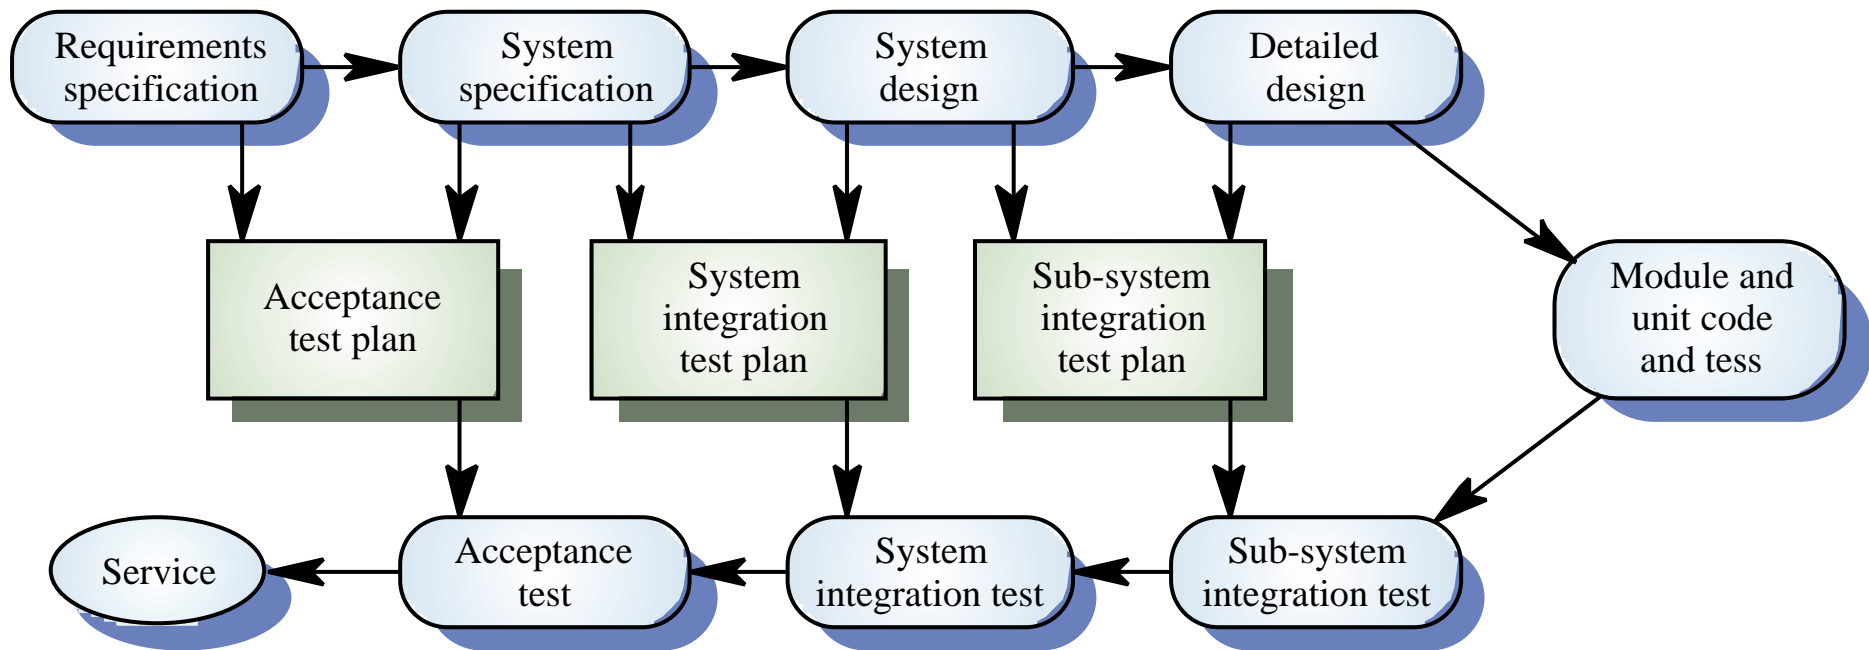 Requirements
specification
System
specification
System
design
Detailed
design
Acceptance
test plan
System
integration
test plan
Sub-system
integration
test plan
Module and
unit code
and tess
Service
Acceptance
test
System
integration test
Sub-system
integration test